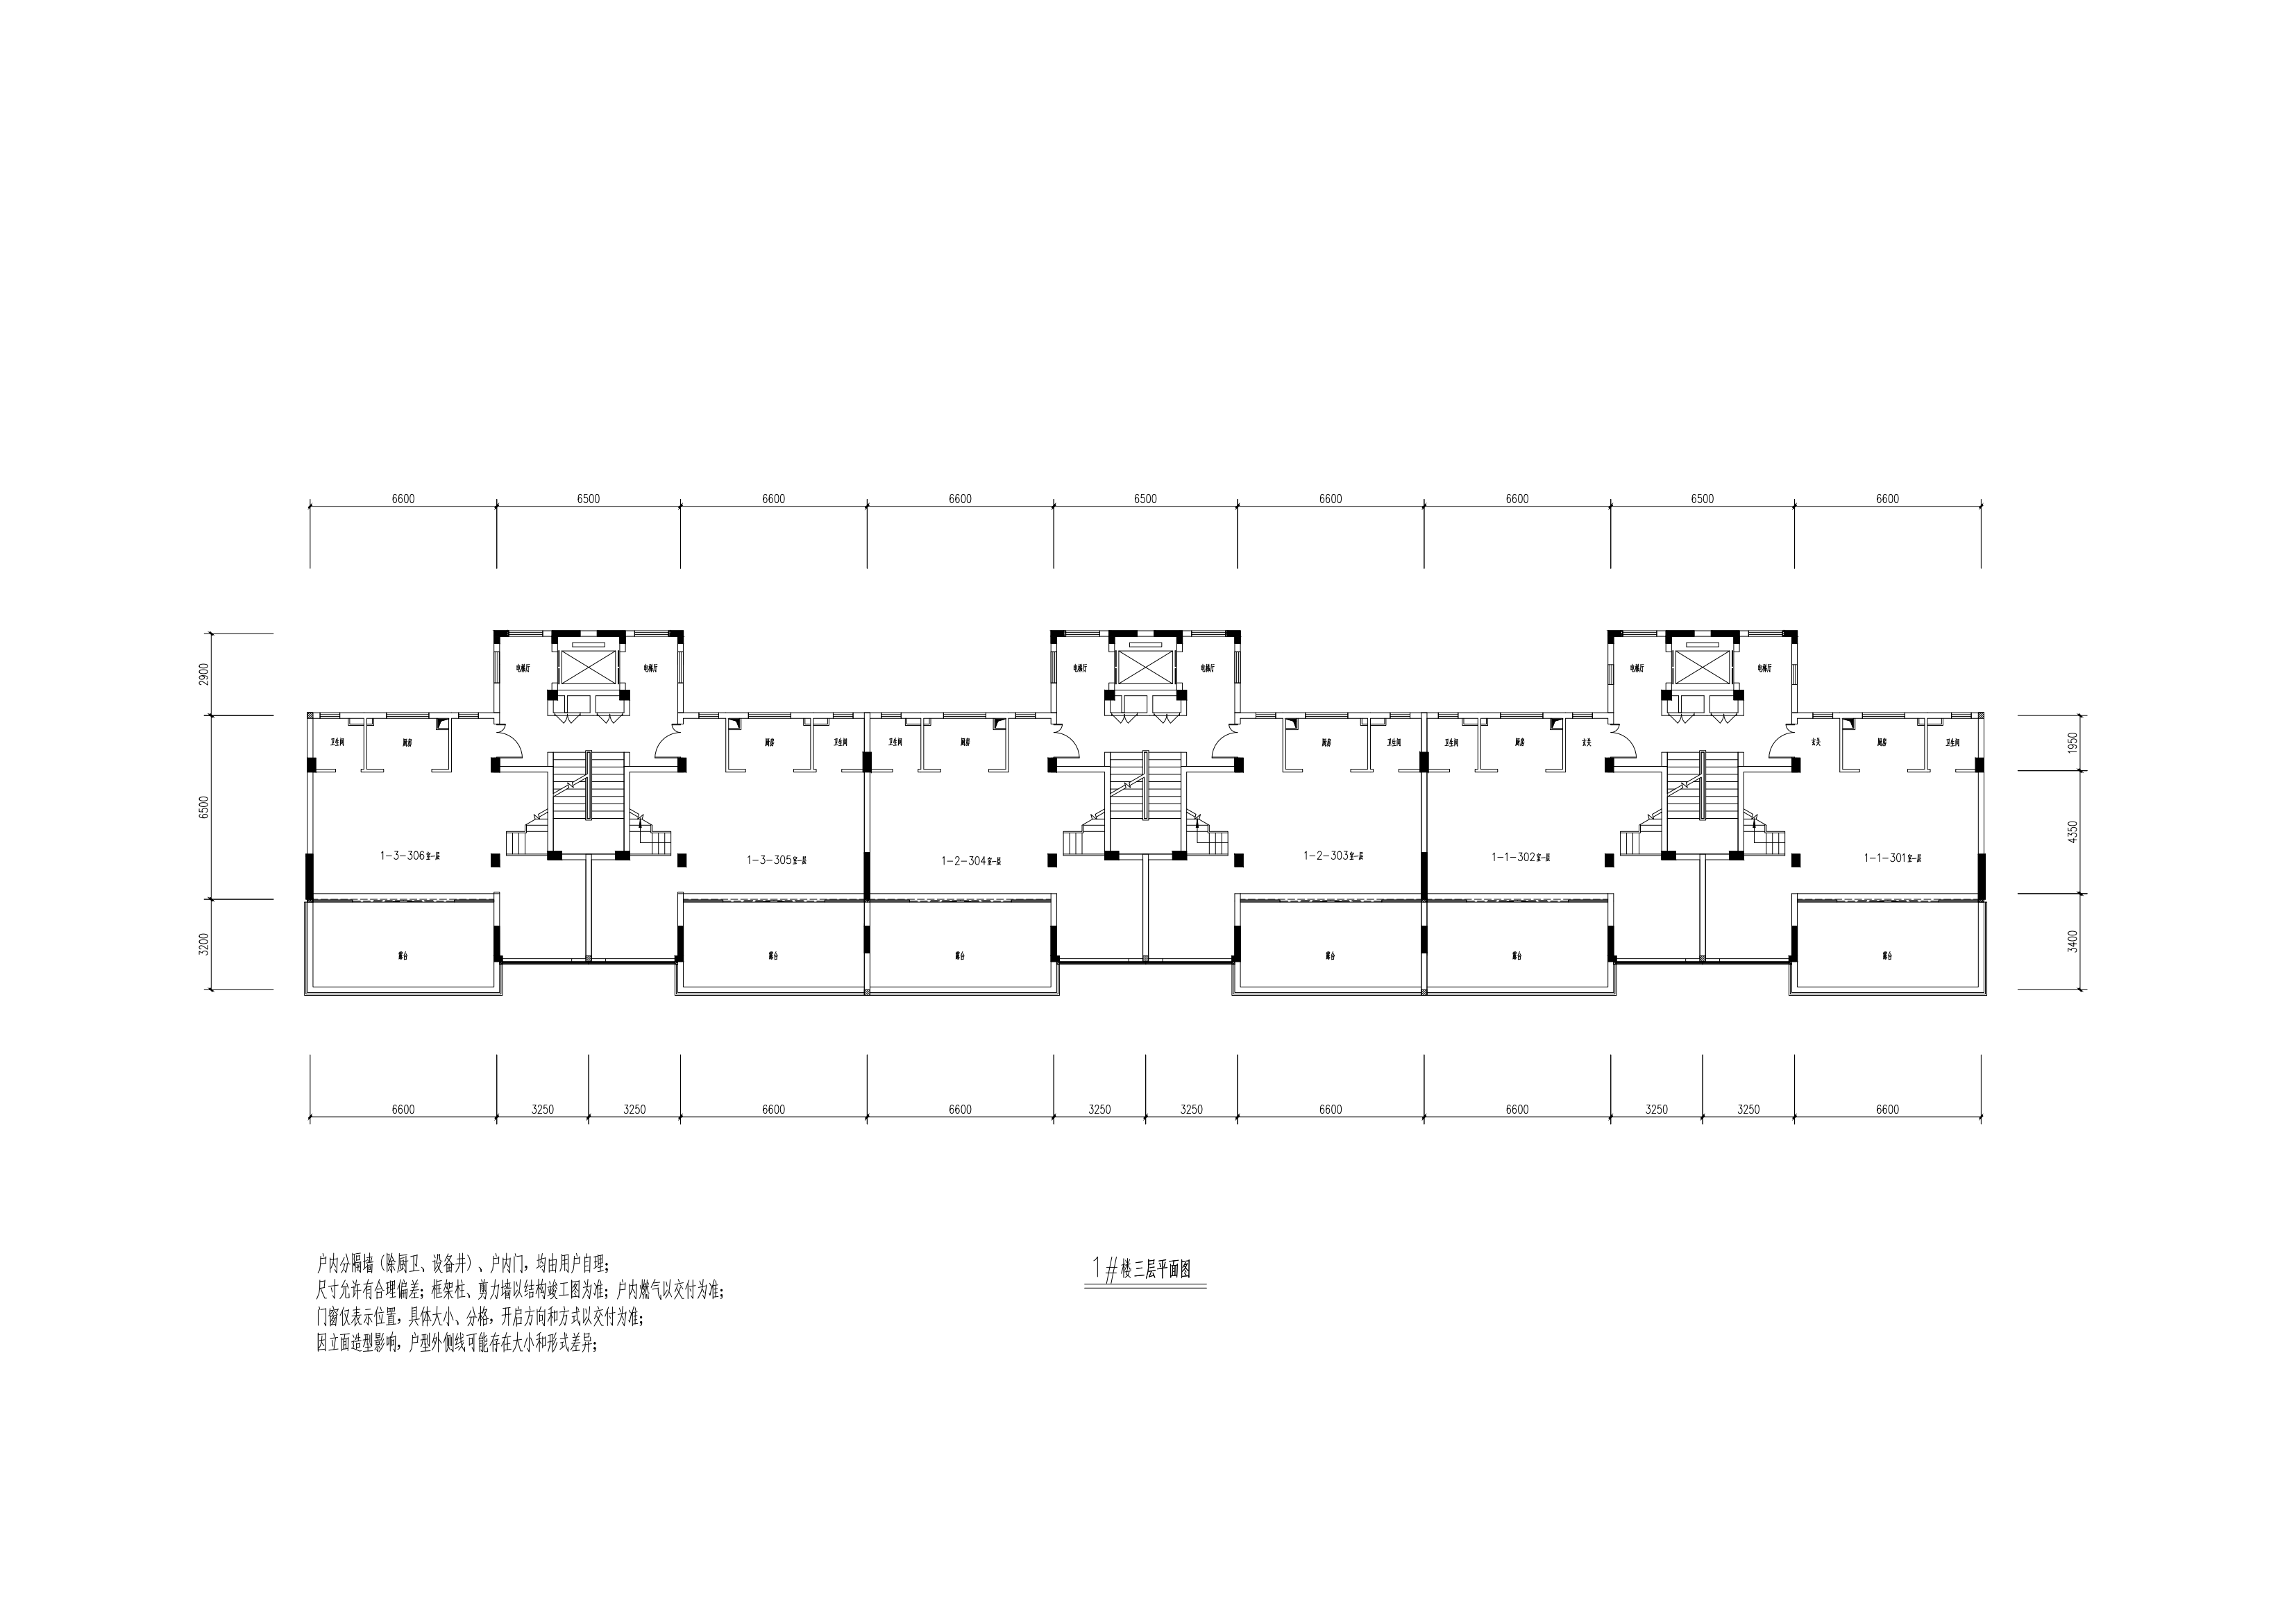 6600 6500 6600 6600 6500 6600 6600 6500 6600
2900
6500
3200
1950
4350
3400
电梯厅 电梯厅 电梯厅 电梯厅 电梯厅 电梯厅
卫生间 厨房 厨房 卫生间 卫生间 厨房 厨房 卫生间 卫生间 厨房 玄关 玄关 厨房 卫生间
1-3-306室一层 1-3-305室一层 1-2-304室一层 1-2-303室一层 1-1-302室一层 1-1-301室一层
露台 露台 露台 露台 露台 露台
6600 3250 3250 6600 6600 3250 3250 6600 6600 3250 3250 6600
1#楼三层平面图
户内分隔墙(除厨卫、设备井)、户内门,均由用户自理;
尺寸允许有合理偏差;框架柱、剪力墙以结构竣工图为准;户内燃气以交付为准;
门窗仅表示位置,具体大小、分格,开启方向和方式以交付为准;
因立面造型影响,户型外侧线可能存在大小和形式差异;